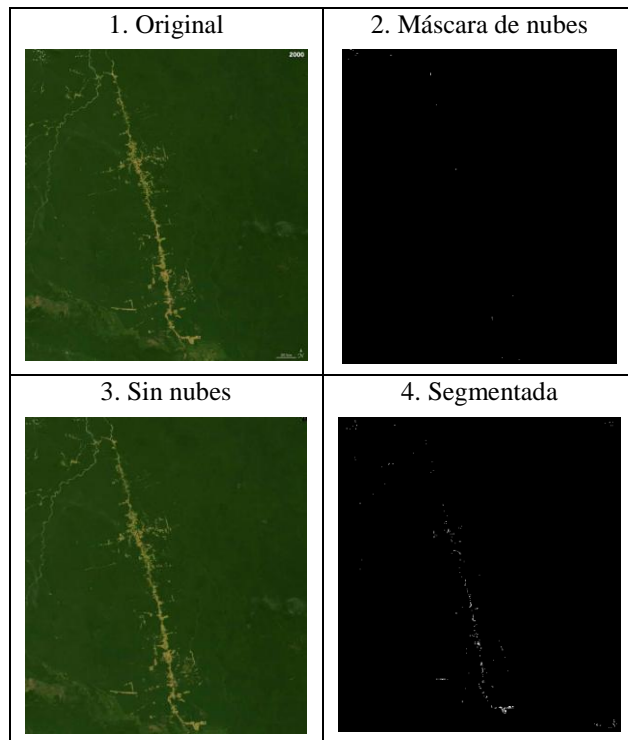 1. Original
2. Máscara de nubes
2000
3. Sin nubes
4. Segmentada